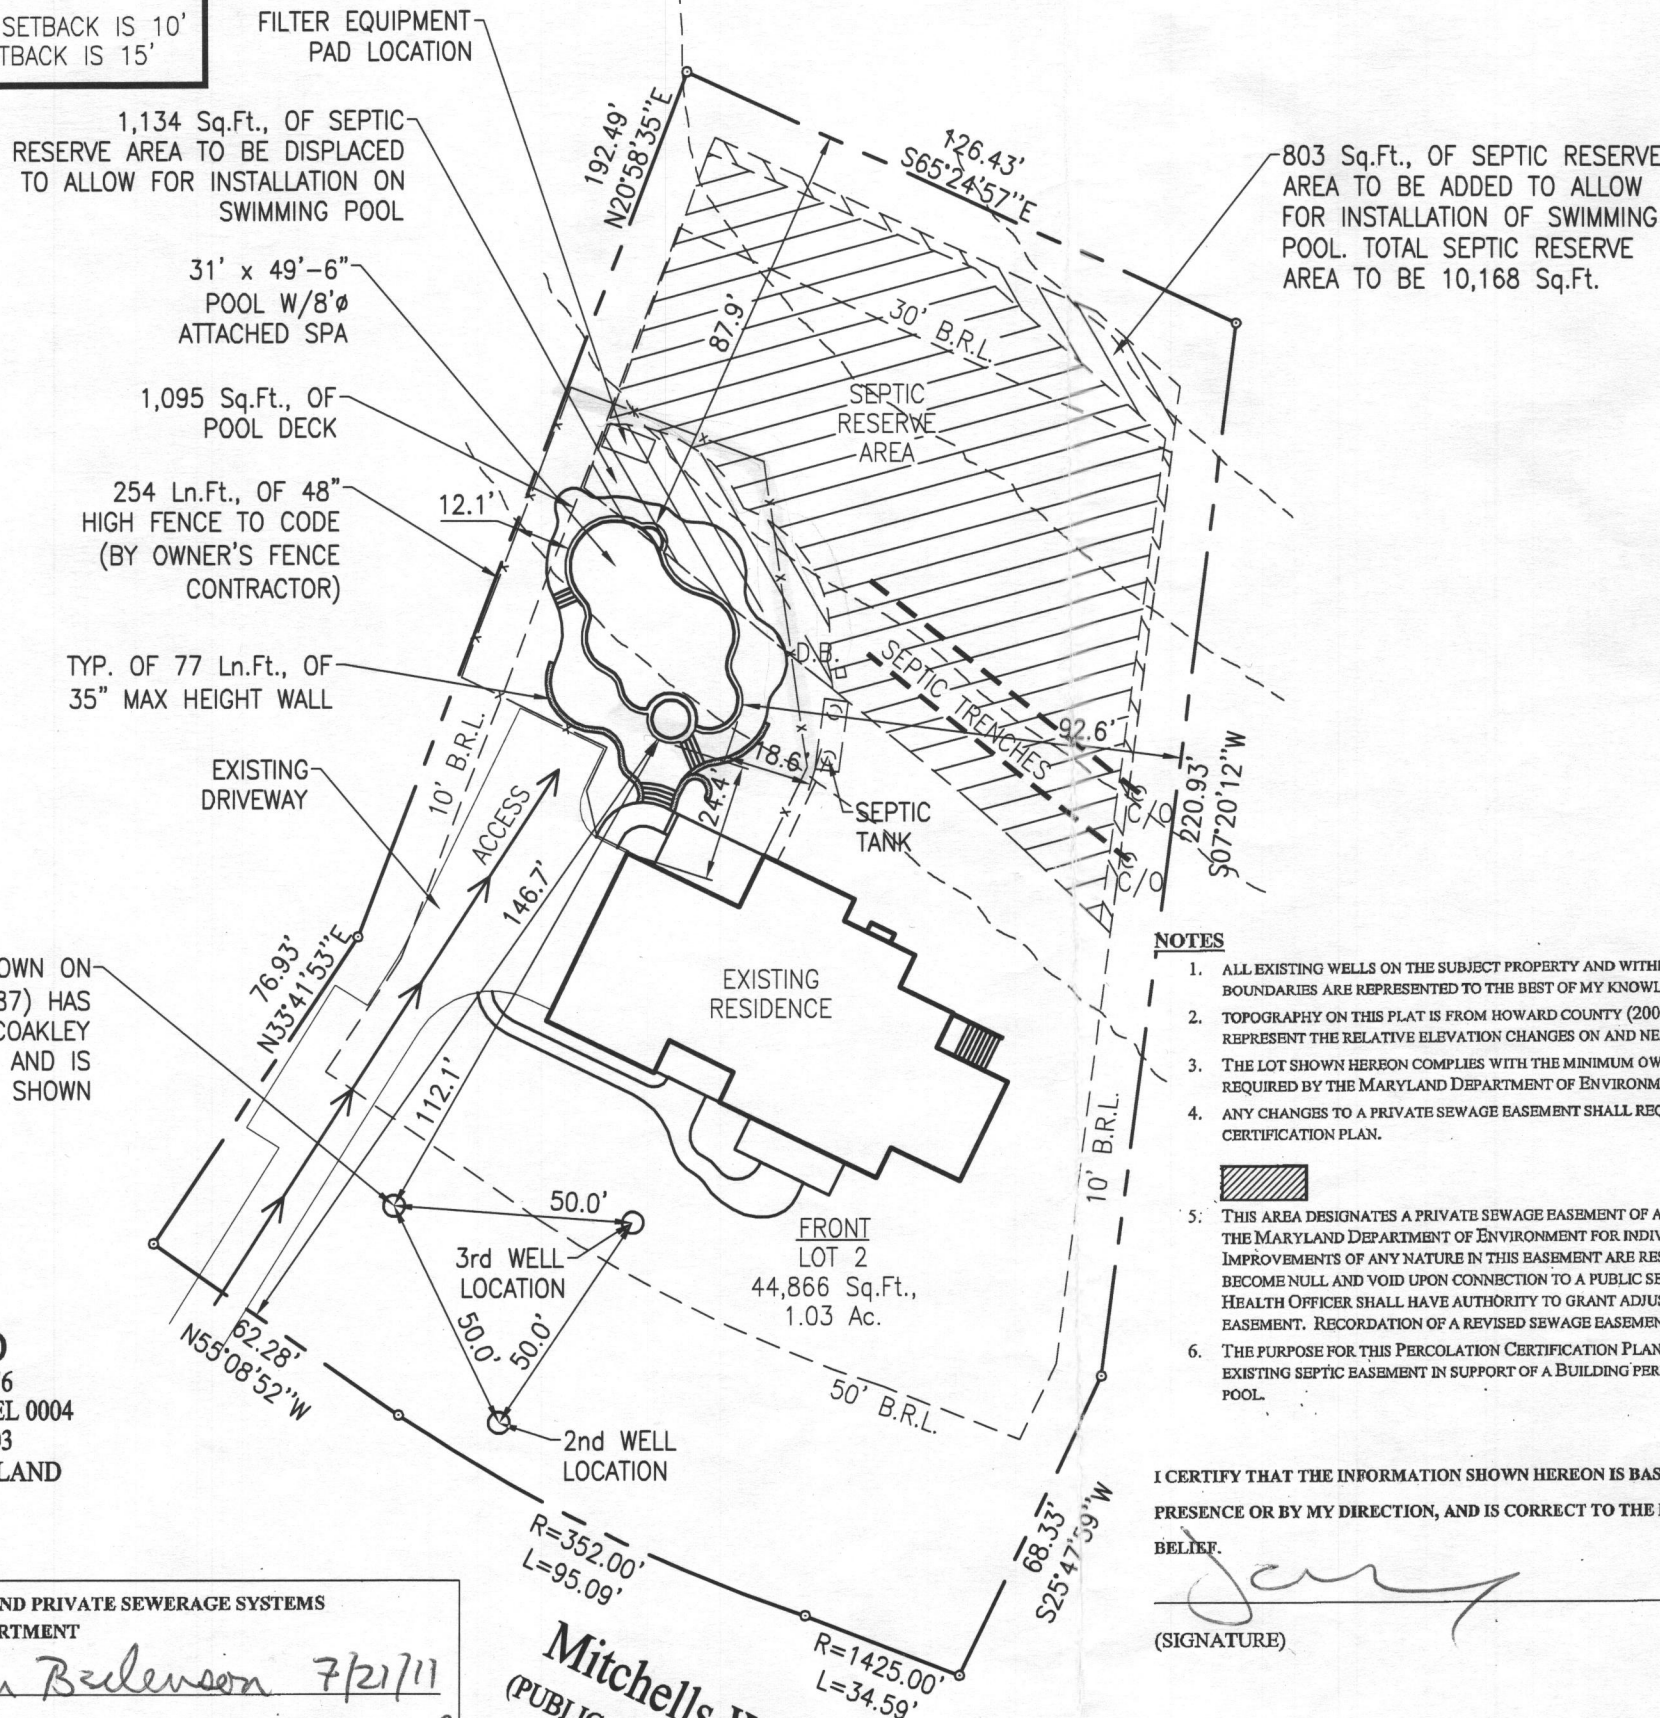 SETBACK IS 10'
TBACK IS 15'
FILTER EQUIPMENT
PAD LOCATION
1,134 Sq.Ft., OF SEPTIC
RESERVE AREA TO BE DISPLACED
TO ALLOW FOR INSTALLATION ON
SWIMMING POOL
31' x 49'-6"
POOL W/8'ø
ATTACHED SPA
1,095 Sq.Ft., OF
POOL DECK
254 Ln.Ft., OF 48"
HIGH FENCE TO CODE
(BY OWNER'S FENCE
CONTRACTOR)
TYP. OF 77 Ln.Ft., OF
35" MAX HEIGHT WALL
EXISTING
DRIVEWAY
OWN ON
37) HAS
COAKLEY
AND IS
SHOWN
192.49'
N20°58'35"E
126.43'
S65°24'57"E
803 Sq.Ft., OF SEPTIC RESERVE
AREA TO BE ADDED TO ALLOW
FOR INSTALLATION OF SWIMMING
POOL. TOTAL SEPTIC RESERVE
AREA TO BE 10,168 Sq.Ft.
87.9'
30' B.R.L.
SEPTIC
RESERVE
AREA
12.1'
D.B.
SEPTIC TRENCHES
92.6'
18.6'
24.4'
C
A
SEPTIC
TANK
C/O
C/O
220.93'
S07°20'12"W
10' B.R.L.
ACCESS
146.7'
112.1'
76.93'
N33°41'53"E
EXISTING
RESIDENCE
10' B.R.L.
50.0'
3rd WELL
LOCATION
50.0'
50.0'
2nd WELL
LOCATION
FRONT
LOT 2
44,866 Sq.Ft.,
1.03 Ac.
50' B.R.L.
62.28'
N55°08'52"W
R=352.00'
L=95.09'
R=1425.00'
L=34.59'
68.33'
S25°47'59"W
Mitchells
(PUBLIC
NOTES
1. ALL EXISTING WELLS ON THE SUBJECT PROPERTY AND WITHI
BOUNDARIES ARE REPRESENTED TO THE BEST OF MY KNOWL
2. TOPOGRAPHY ON THIS PLAT IS FROM HOWARD COUNTY (200
REPRESENT THE RELATIVE ELEVATION CHANGES ON AND NE
3. THE LOT SHOWN HEREON COMPLIES WITH THE MINIMUM OW
REQUIRED BY THE MARYLAND DEPARTMENT OF ENVIRONM
4. ANY CHANGES TO A PRIVATE SEWAGE EASEMENT SHALL REQ
CERTIFICATION PLAN.
5. THIS AREA DESIGNATES A PRIVATE SEWAGE EASEMENT OF A
THE MARYLAND DEPARTMENT OF ENVIRONMENT FOR INDIV
IMPROVEMENTS OF ANY NATURE IN THIS EASEMENT ARE RES
BECOME NULL AND VOID UPON CONNECTION TO A PUBLIC SE
HEALTH OFFICER SHALL HAVE AUTHORITY TO GRANT ADJUS
EASEMENT. RECORDATION OF A REVISED SEWAGE EASEMEN
6. THE PURPOSE FOR THIS PERCOLATION CERTIFICATION PLAN
EXISTING SEPTIC EASEMENT IN SUPPORT OF A BUILDING PER
POOL.
I CERTIFY THAT THE INFORMATION SHOWN HEREON IS BAS
PRESENCE OR BY MY DIRECTION, AND IS CORRECT TO THE
BELIEF.
(SIGNATURE)
6
EL 0004
03
LAND
ND PRIVATE SEWERAGE SYSTEMS
RTMENT
7/21/11